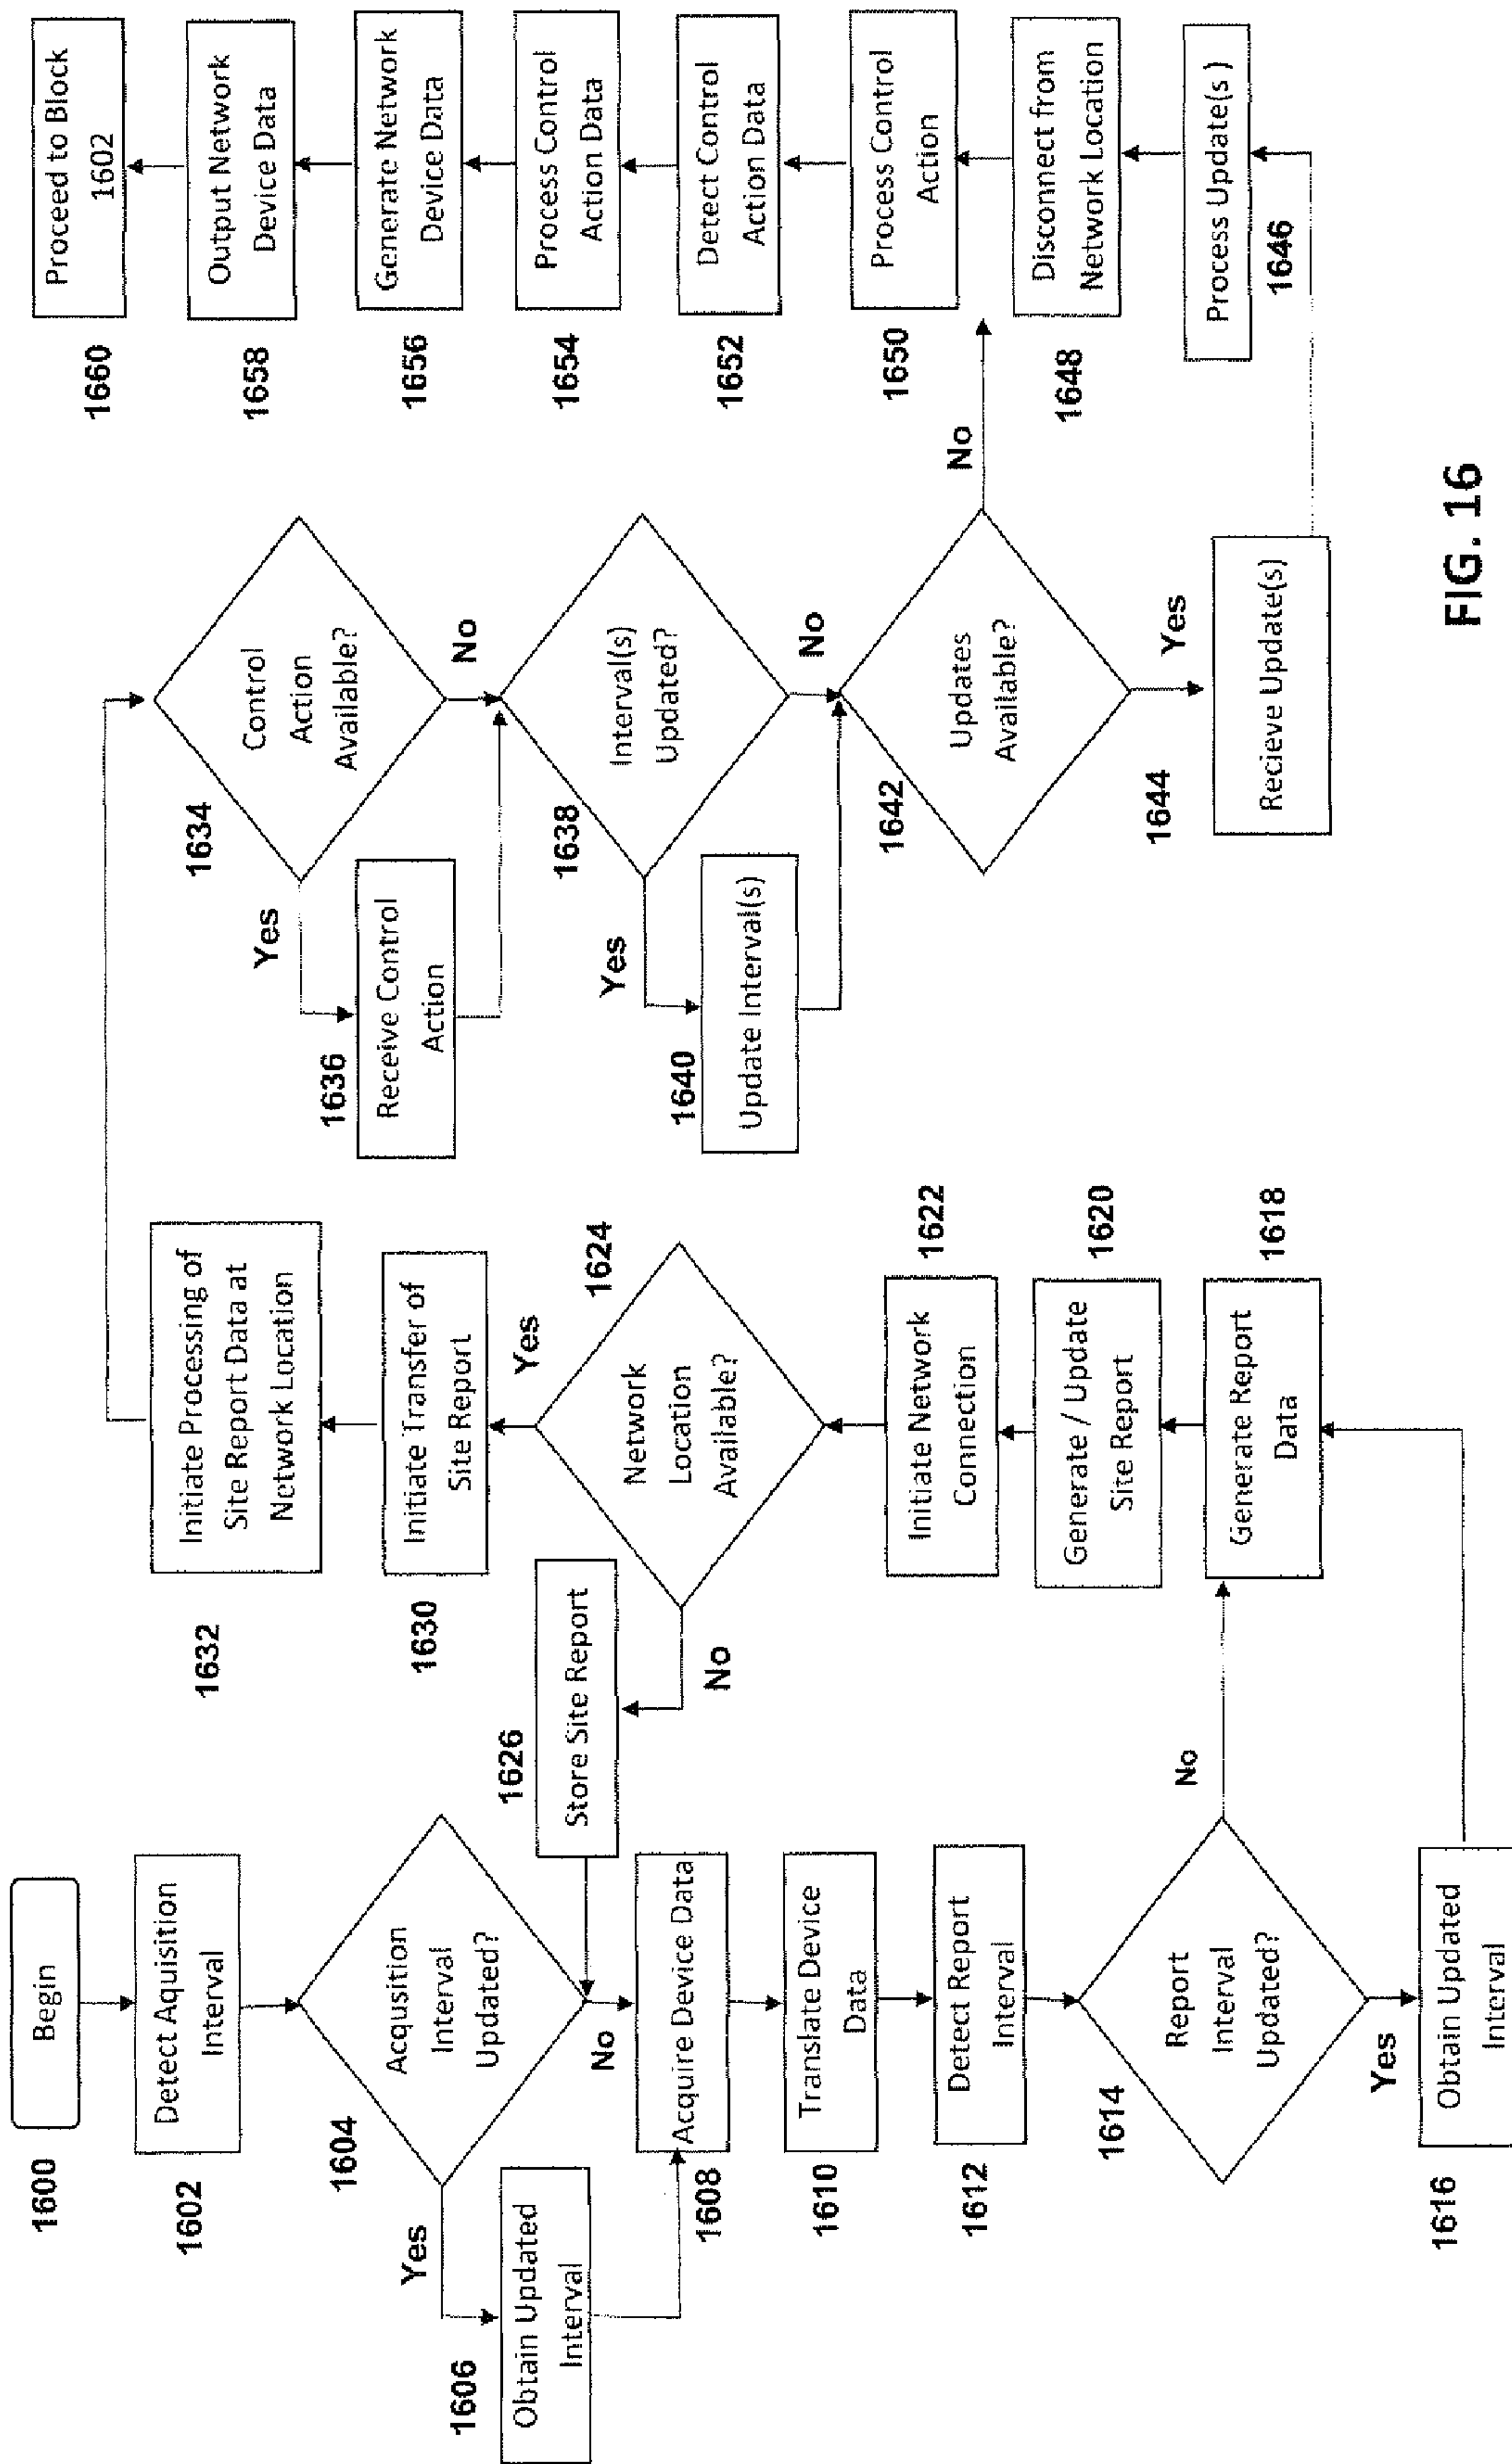 1600
Begin
1602
Detect Aquisition
Interval
1604
Acqusition
Interval
Updated?
Yes
No
1606
Obtain Updated
Interval
1608
Acquire Device Data
1610
Translate Device
Data
1612
Detect Report
Interval
1614
Report
Interval
Updated?
No
Yes
1616
Obtain Updated
Interval
1618
Generate Report
Data
1620
Generate / Update
Site Report
1622
Initiate Network
Connection
1624
Network
Location
Available?
Yes
No
1626
Store Site Report
1630
Initiate Transfer of
Site Report
1632
Initiate Processing of
Site Report Data at
Network Location
1634
Control
Action
Available?
Yes
No
1636
Receive Control
Action
1638
Interval(s)
Updated?
Yes
No
1640
Update Interval(s)
1642
Updates
Available?
No
Yes
1644
Recieve Update(s)
1646
Process Update(s )
1648
Disconnect from
Network Location
1650
Process Control
Action
1652
Detect Control
Action Data
1654
Process Control
Action Data
1656
Generate Network
Device Data
1658
Output Network
Device Data
1660
Proceed to Block
1602
FIG. 16